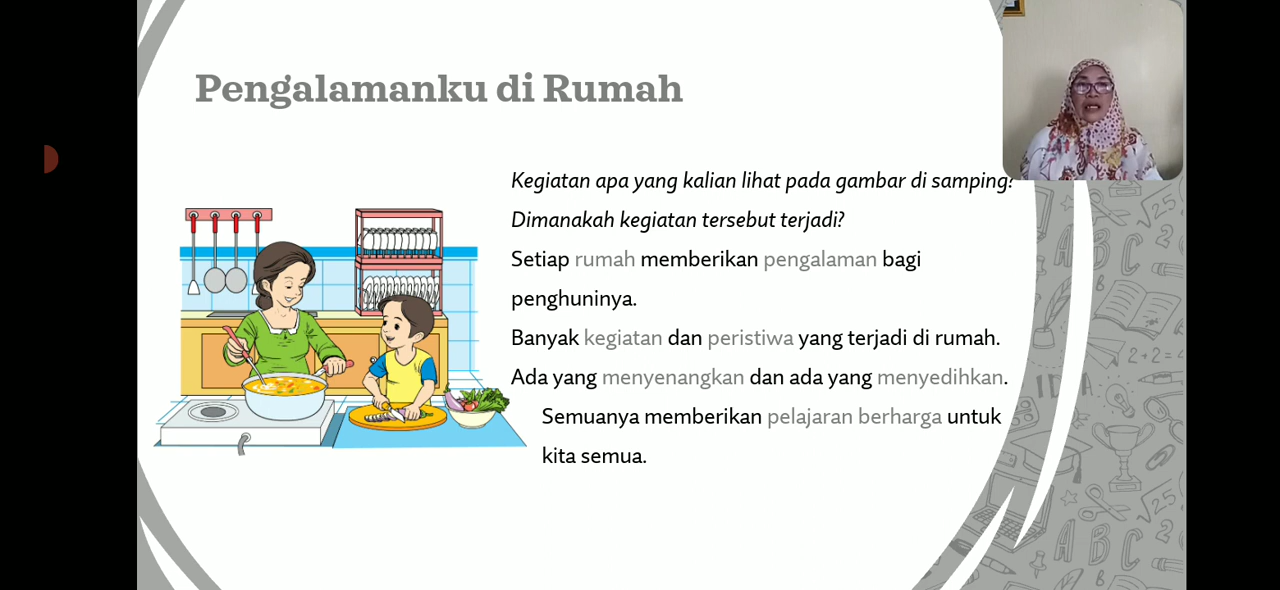 Pengalamanku di Rumah
Kegiatan apa yang kalian lihat pada gambar di samping?
Dimanakah kegiatan tersebut terjadi?
Setiap rumah memberikan pengalaman bagi
penghuninya.
Banyak kegiatan dan peristiwa yang terjadi di rumah.
Ada yang menyenangkan dan ada yang menyedihkan.
Semuanya memberikan pelajaran berharga untuk
kita semua.